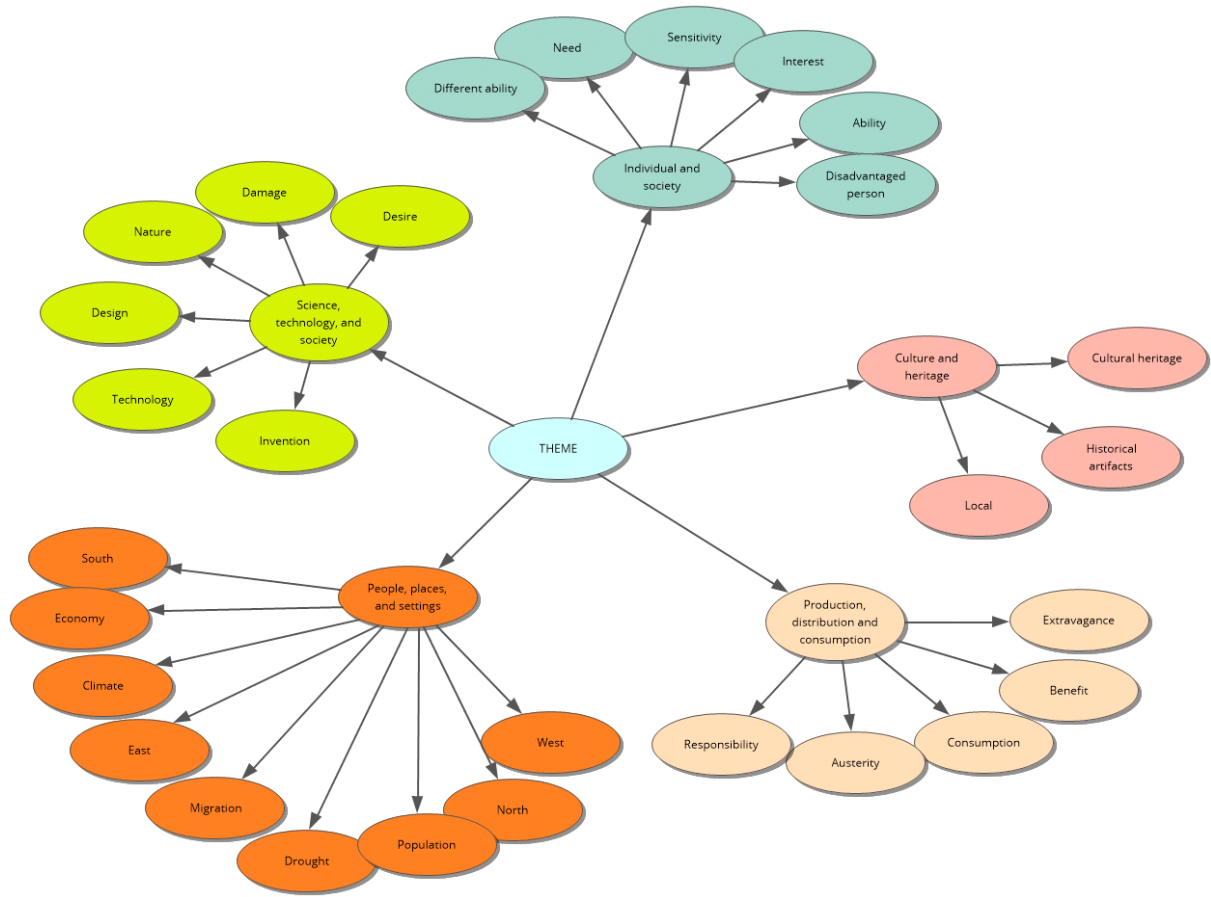 Need
Sensitivity
Interest
Different ability
Ability
Individual and
society
Disadvantaged
person
Damage
Desire
Nature
Design
Science,
technology, and
society
Technology
Invention
Culture and
heritage
Cultural heritage
Historical
artifacts
Local
THEME
South
Economy
Climate
East
Migration
Drought
Population
North
West
People, places,
and settings
Production,
distribution and
consumption
Extravagance
Benefit
Consumption
Austerity
Responsibility